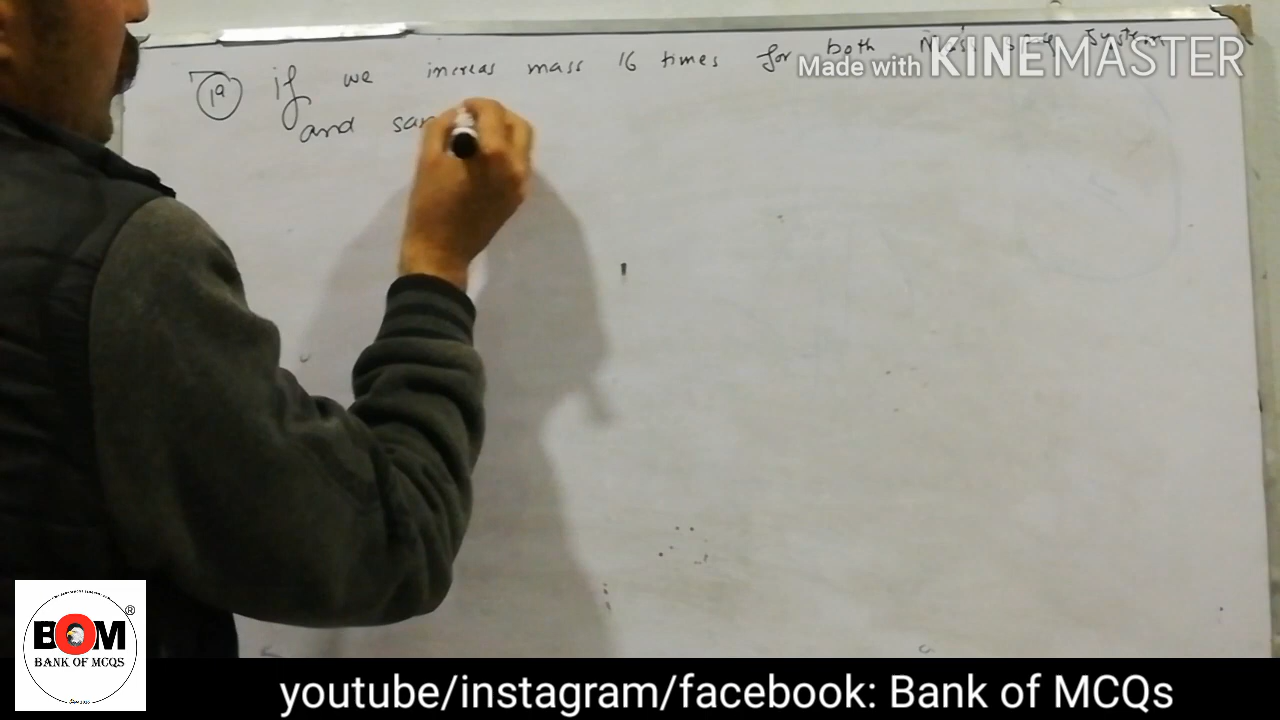 19 if we increas mass 16 times for both
and
Made with KINEMASTER
BOM ®
BANK OF MCQS
youtube/instagram/facebook: Bank of MCQs